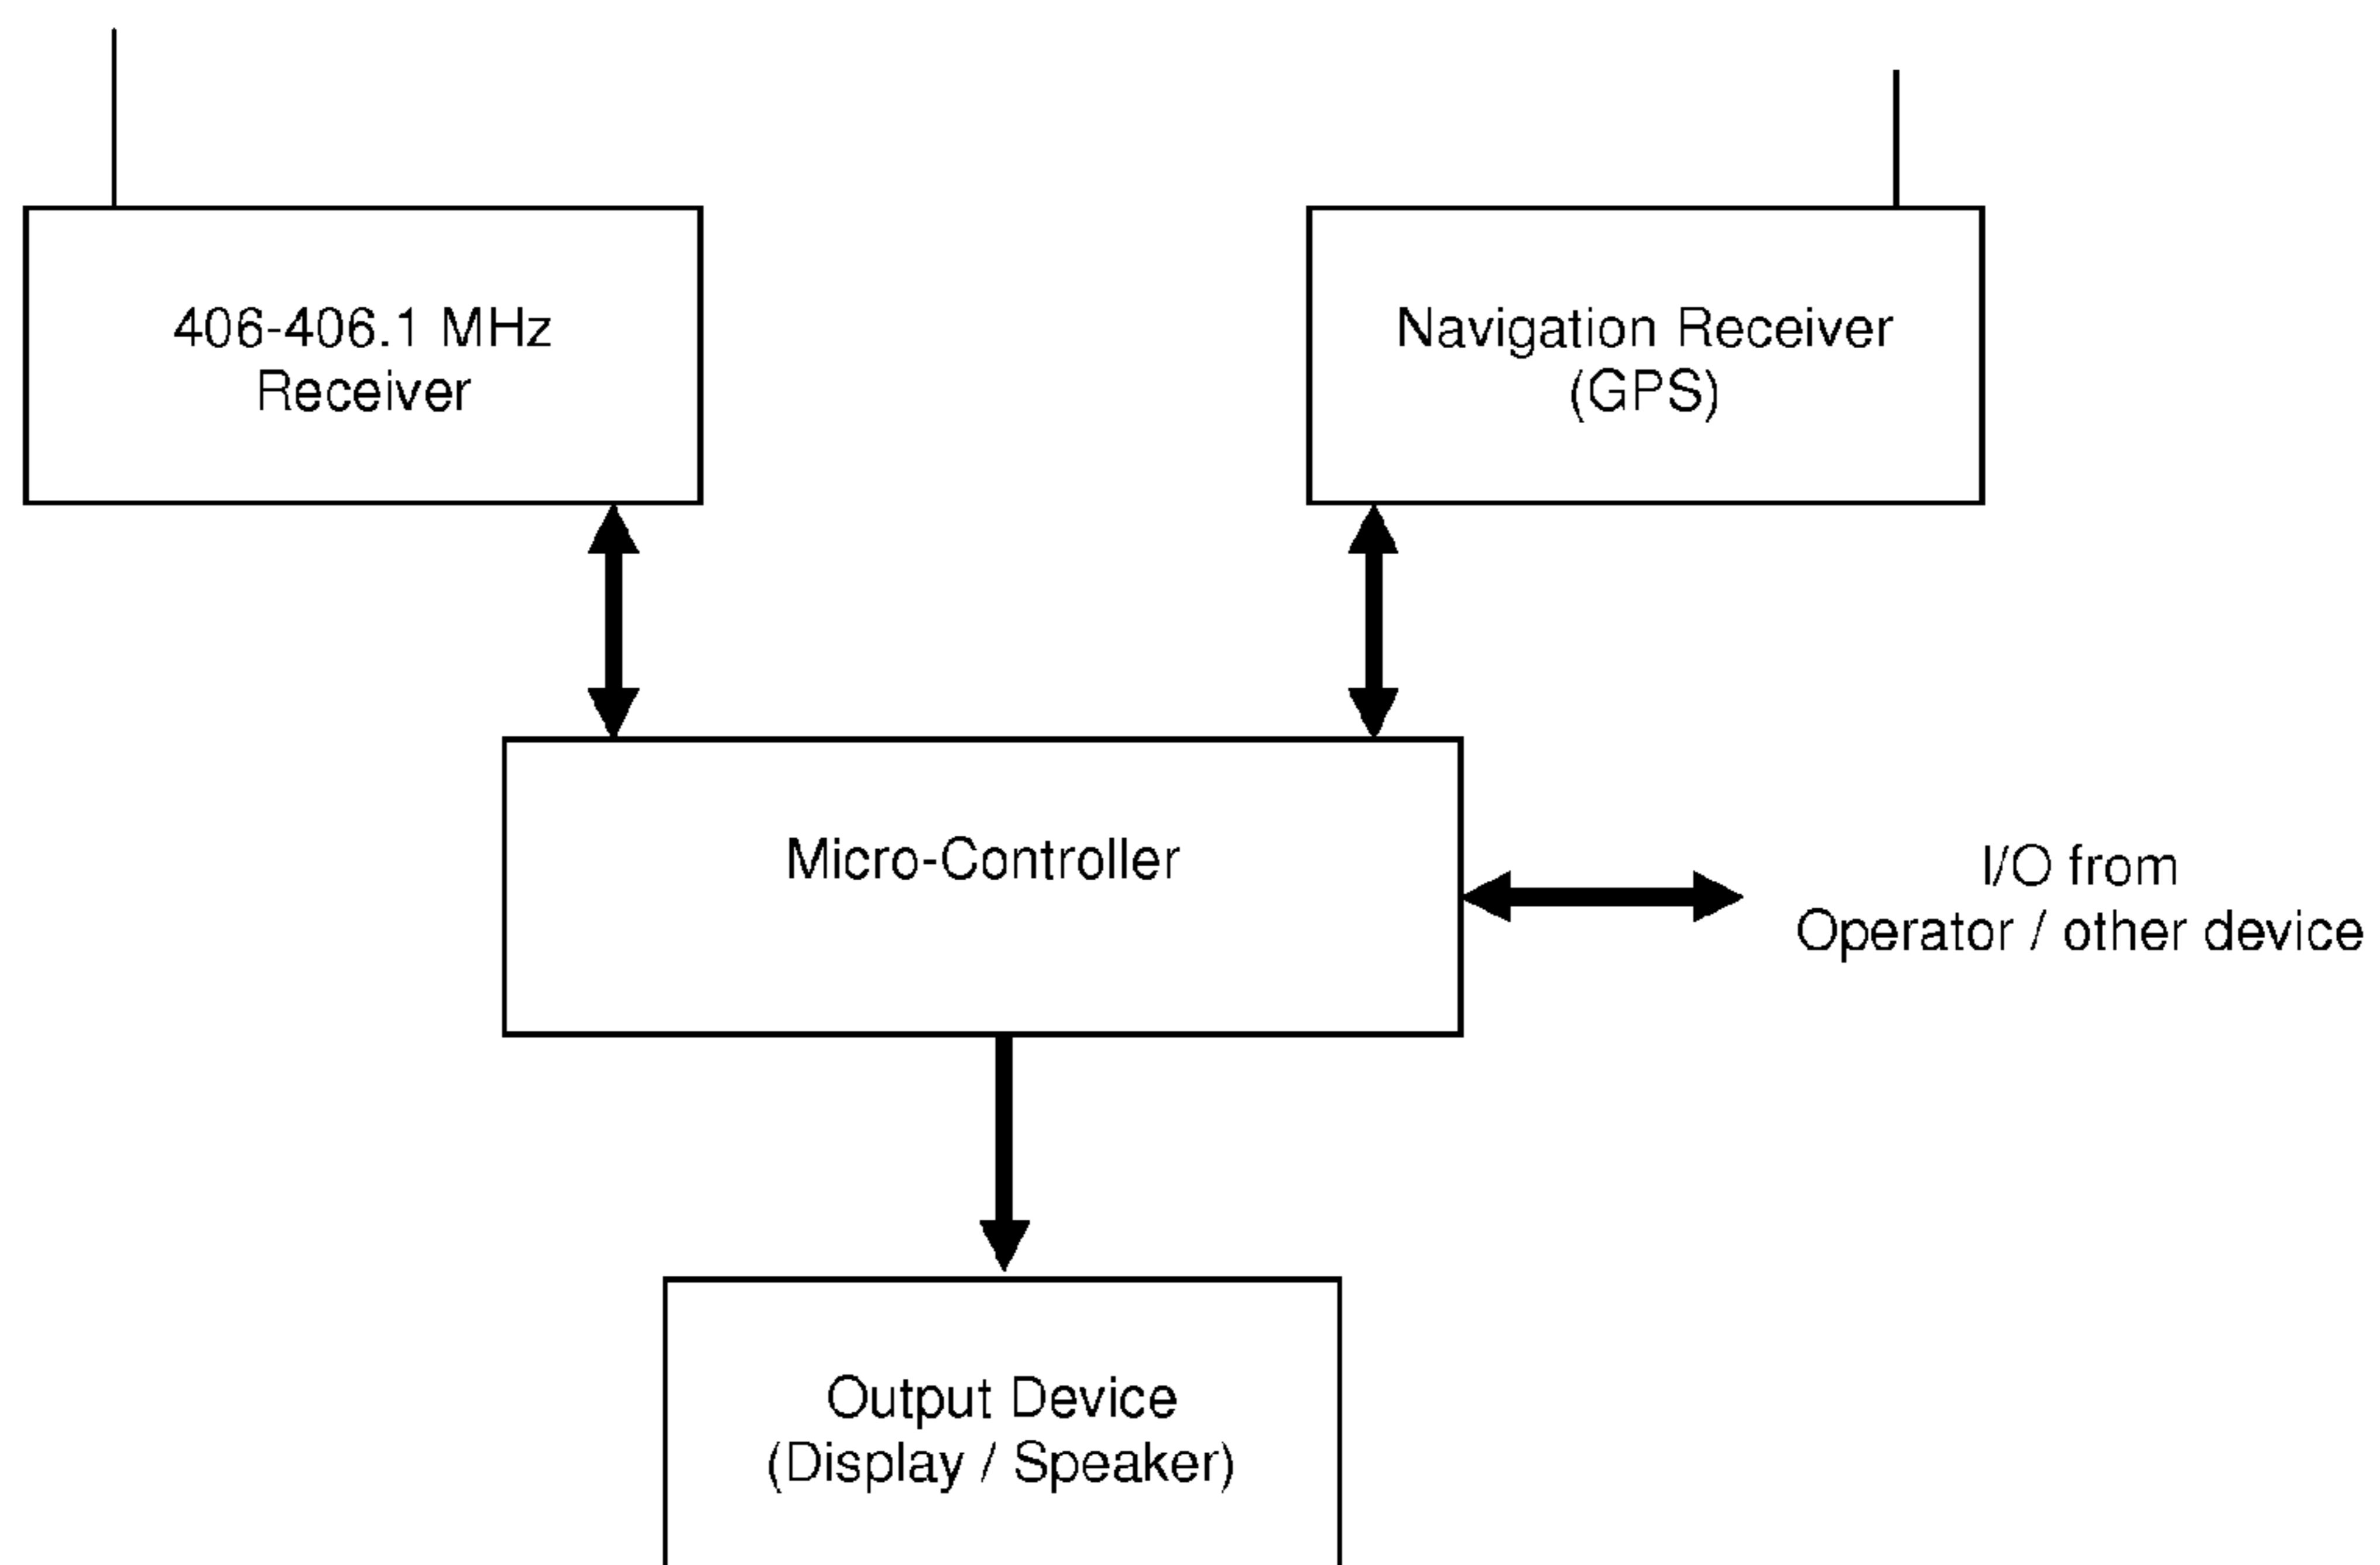 406-406.1 MHz
Receiver
Navigation Receiver
(GPS)
Micro-Controller
I/O from
Operator / other device
Output Device
(Display / Speaker)